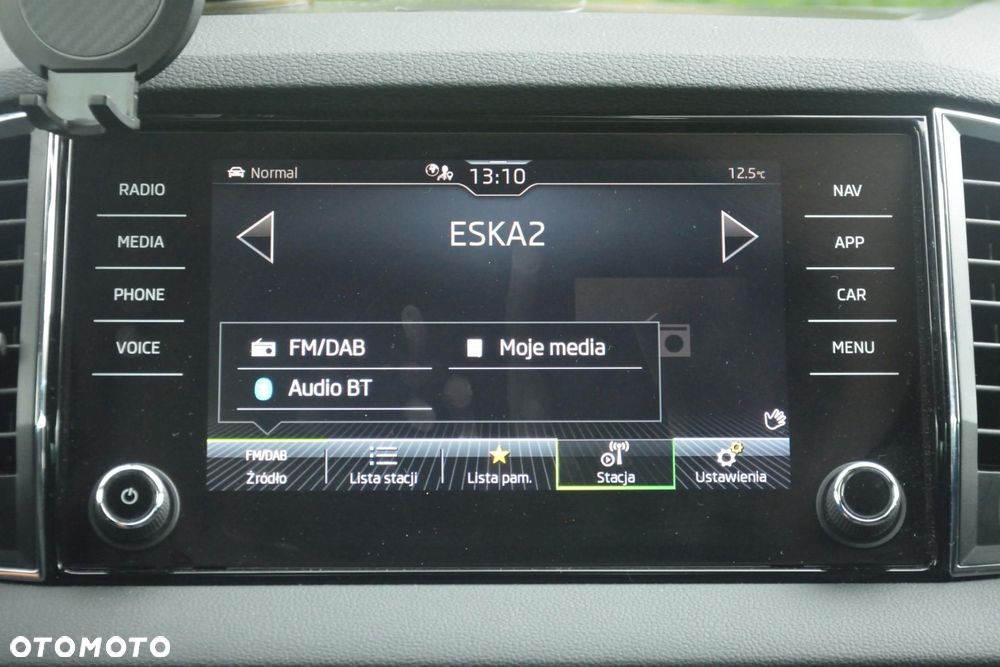 Normal 13:10 12.5°C
RADIO
MEDIA
PHONE
VOICE
ESKA2
NAV
APP
CAR
MENU
FM/DAB Moje media
Audio BT
FM/DAB
Źródło
Lista stacji
Lista pam.
Stacja
Ustawienia
OTOMOTO